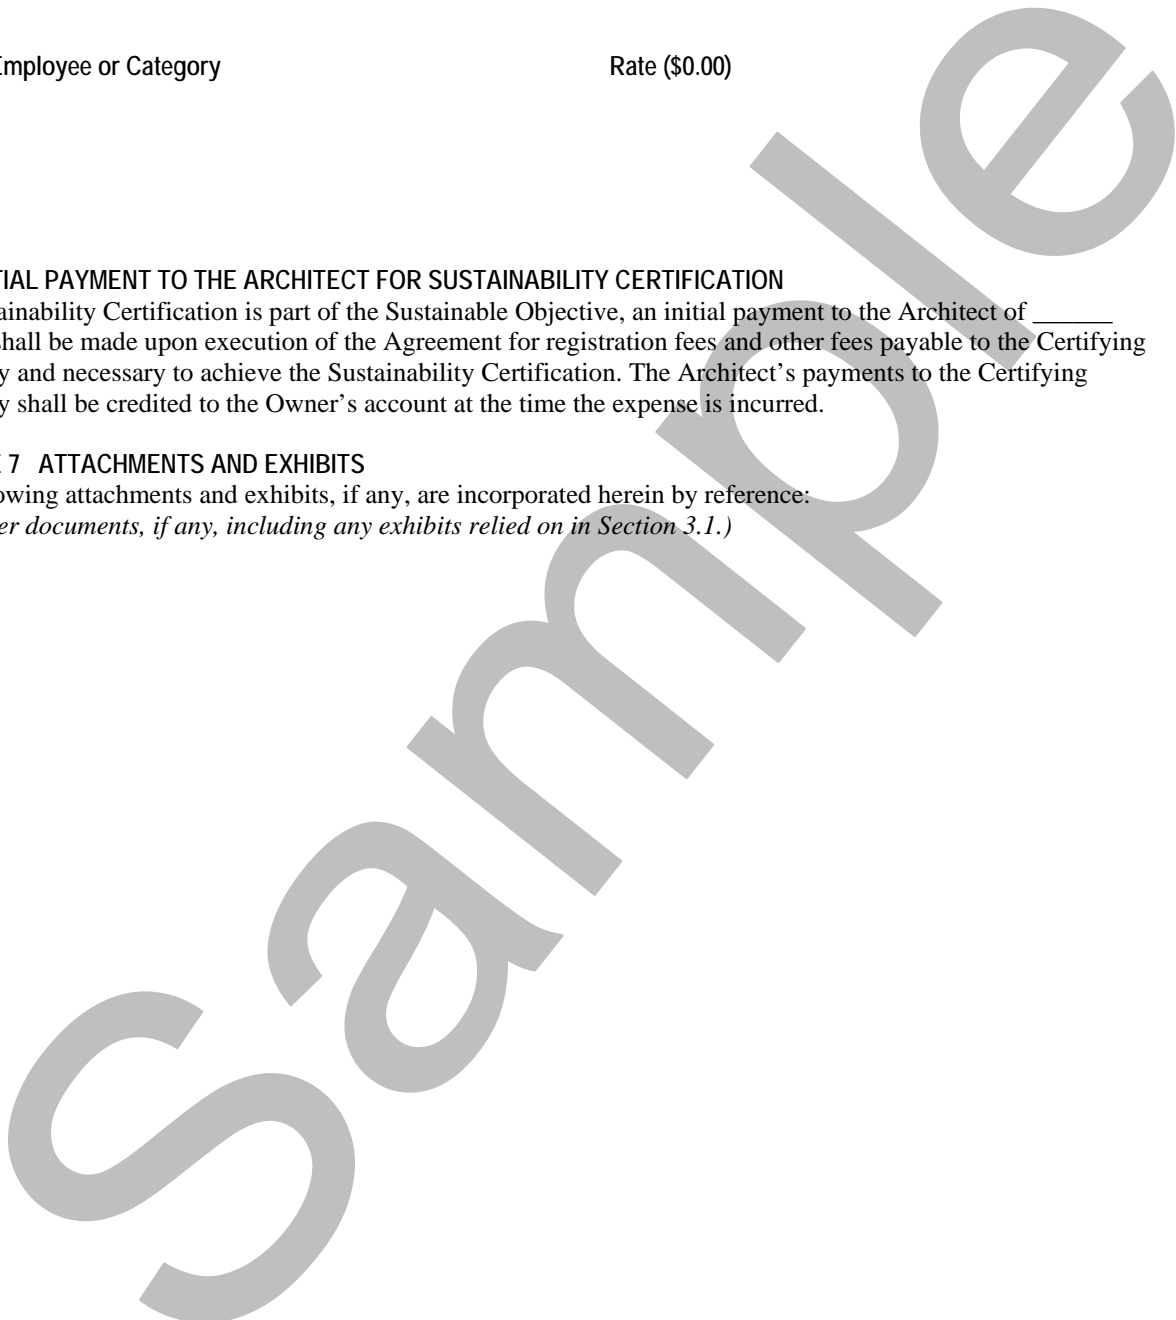 Employee or Category Rate ($0.00)
TIAL PAYMENT TO THE ARCHITECT FOR SUSTAINABILITY CERTIFICATION
ainability Certification is part of the Sustainable Objective, an initial payment to the Architect of ______
shall be made upon execution of the Agreement for registration fees and other fees payable to the Certifying
y and necessary to achieve the Sustainability Certification. The Architect’s payments to the Certifying
y shall be credited to the Owner’s account at the time the expense is incurred.
E 7 ATTACHMENTS AND EXHIBITS
owing attachments and exhibits, if any, are incorporated herein by reference:
er documents, if any, including any exhibits relied on in Section 3.1.)
Sample